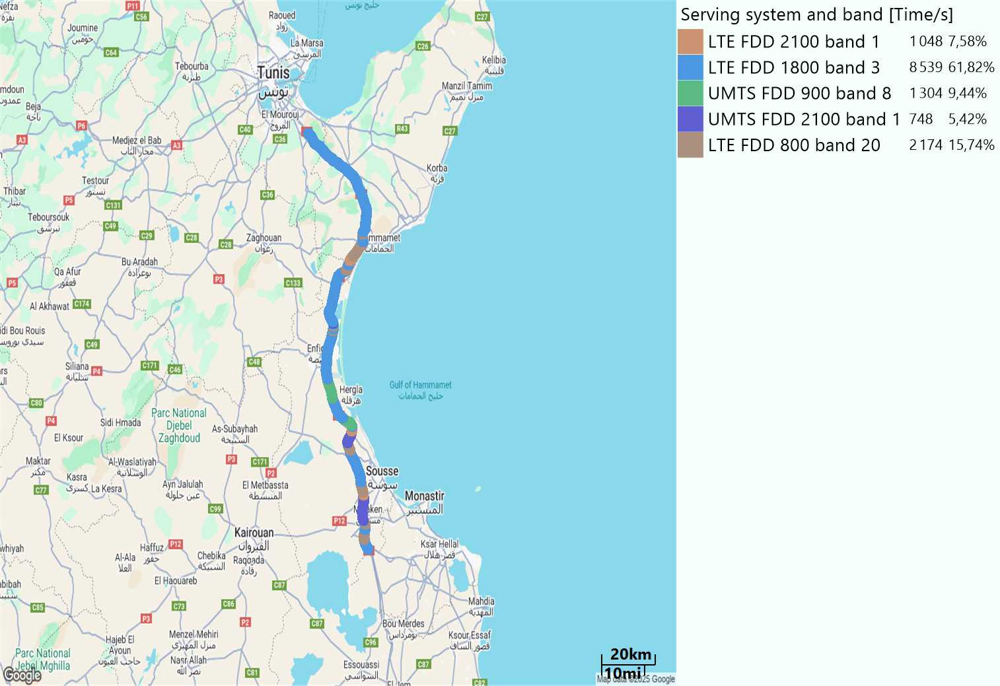 Serving system and band [Time/s]
LTE FDD 2100 band 1 1 048 7,58%
LTE FDD 1800 band 3 8 539 61,82%
UMTS FDD 900 band 8 1 304 9,44%
UMTS FDD 2100 band 1 748 5,42%
LTE FDD 800 band 20 2 174 15,74%
Nefza
نفزة
P11
C56
Raoued
رواد
خليج تونس
C27
Joumine
جومين
C64
La Marsa
المرسى
C26
Kelibia
قليبية
Tebourba
طبربة
Tunis
تونس
Manzil Tamim
منزل تميم
Beja
باجة
El Mourouj
المروج
P6
C40
C36
R43
C27
A3
Medjez el Bab
مجاز الباب
A3
Korba
قربة
Testour
تستور
Thibar
تيبار
P5
C131
C36
Teboursouk
تبرسق
C49
C29
C28
C28
Zaghouan
زغوان
mmamet
الحمامات
Bu Aradah
بوعرادة
Qa Afur
قعفور
P5
P3
C133
Al Akhawat
C174
idi Bou Rouis
سيدي بورويس
C49
Enfid
Siliana
سليانة
P4
C171
C46
C48
Gulf of Hammamet
خليج الحمامات
Hergla
هرقلة
C80
P4
Sidi Hmada
Parc National
Djebel
Zaghdoud
As-Subayhah
السبيخة
El Ksour
Maktar
مكثر
Al-Waslatiyah
الوسلاتية
P3
C171
P2
Kasra
كسرى
La Kesra
Ayn Jalulah
عين جلولة
El Metbassta
المتبسطة
Sousse
سوسة
C77
C99
Monastir
المنستير
aken
P12
Kairouan
القيروان
Haffuz
حفوز
P12
Al-Ala
العلا
Chebika
الشبيكة
Raqqada
رقادة
Ksar Hellal
قصر هلال
El Haouareb
C87
C85
C73
C86
Mahdia
المهدية
P3
P2
C87
Bou Merdes
بومرداس
Menzel Mehiri
منزل المهيري
Hajeb El
Ayoun
حاجب العيون
C96
Ksour Essaf
قصور الساف
Parc National
Jebel Mghilla
Nasr Allah
نصر الله
C81
Essouassi
السواسي
C87
El Jem
C82
20km
10mi
Google
Map data ©2025 Google